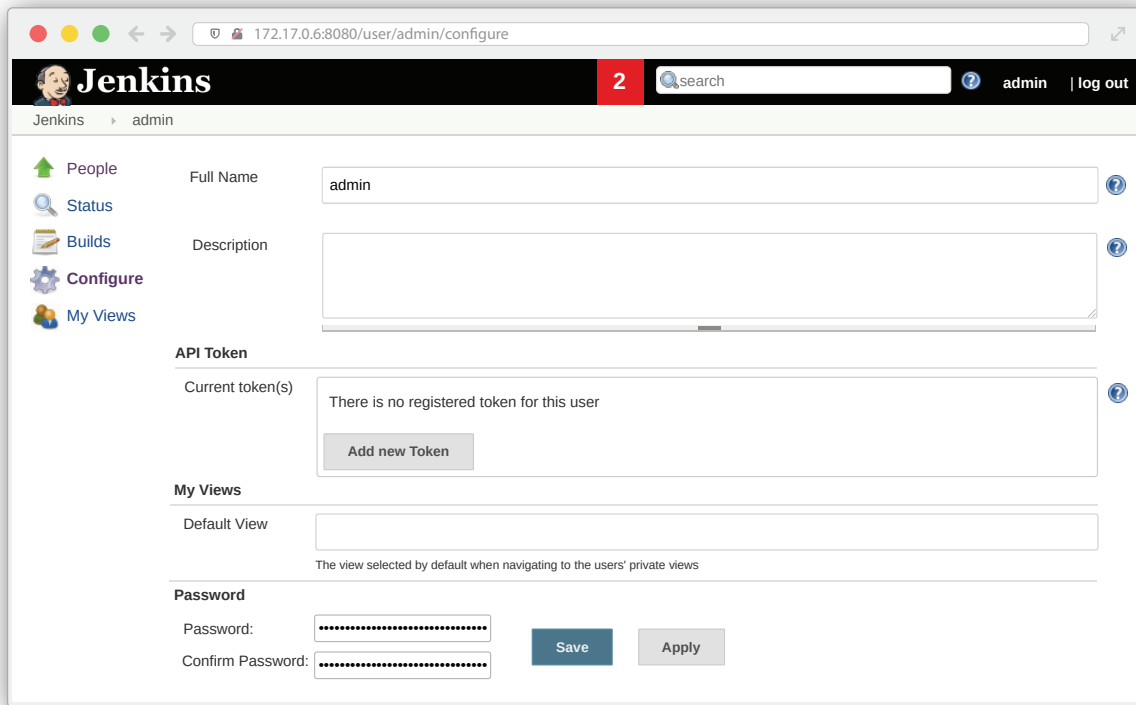 172.17.0.6:8080/user/admin/configure
Jenkins 2 search admin | log out
Jenkins admin
People
Status
Builds
Configure
My Views
Full Name admin
Description
API Token
Current token(s) There is no registered token for this user
Add new Token
My Views
Default View
The view selected by default when navigating to the users' private views
Password
Password:
Confirm Password:
Save Apply